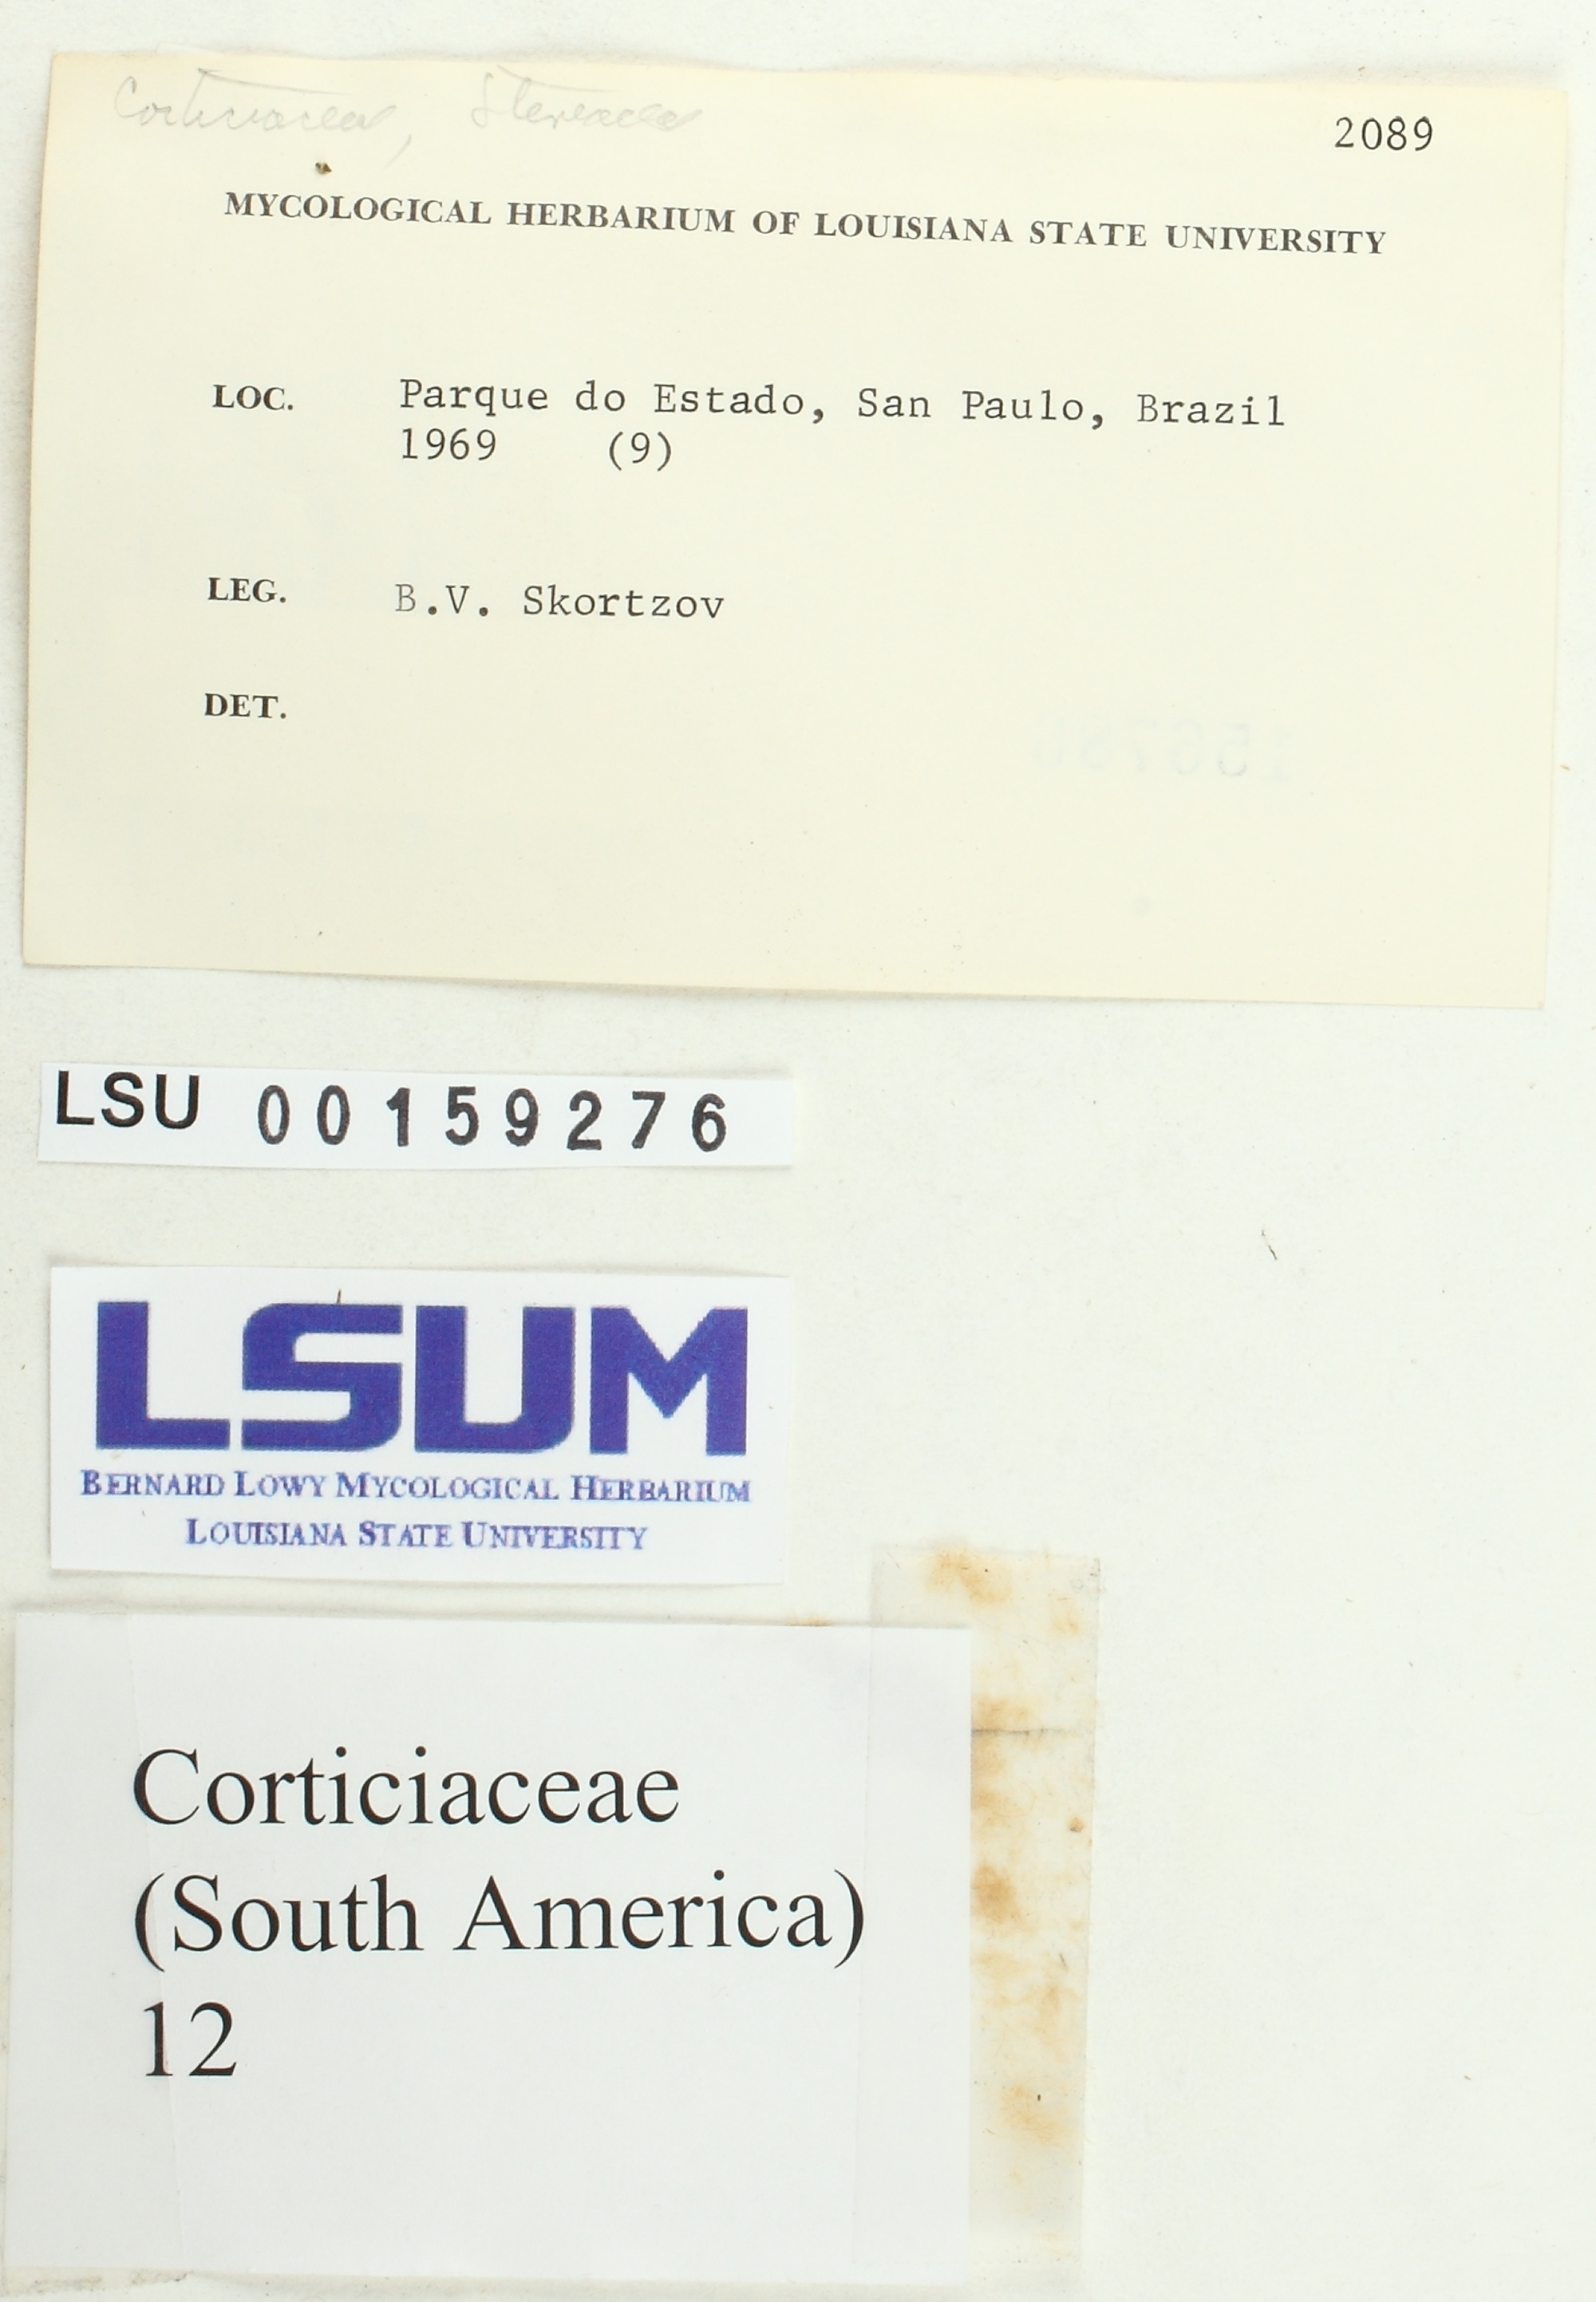 Corticiaceae, Stereaceae
2089
MYCOLOGICAL HERBARIUM OF LOUISIANA STATE UNIVERSITY
LOC. Parque do Estado, San Paulo, Brazil
1969 (9)
LEG. B.V. Skortzov
DET.
LSU 00159276
LSUM
BERNARD LOWY MYCOLOGICAL HERBARIUM
LOUISIANA STATE UNIVERSITY
Corticiaceae
(South America)
12